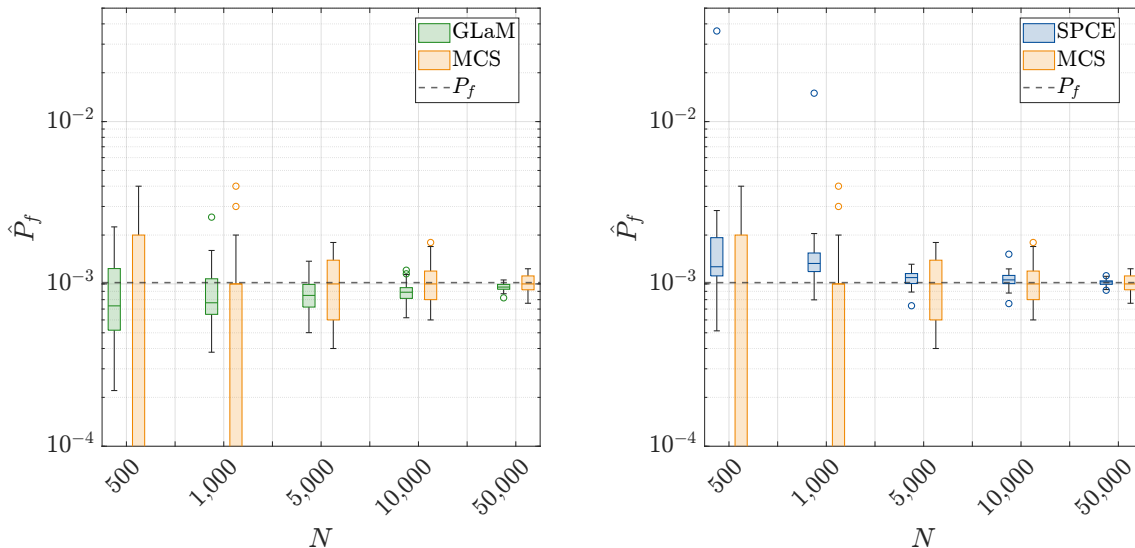 GLaM
MCS
P_f
10^{-2}
10^{-3}
10^{-4}
\hat{P}_f
500
1,000
5,000
10,000
50,000
N
SPCE
MCS
P_f
10^{-2}
10^{-3}
10^{-4}
\hat{P}_f
500
1,000
5,000
10,000
50,000
N